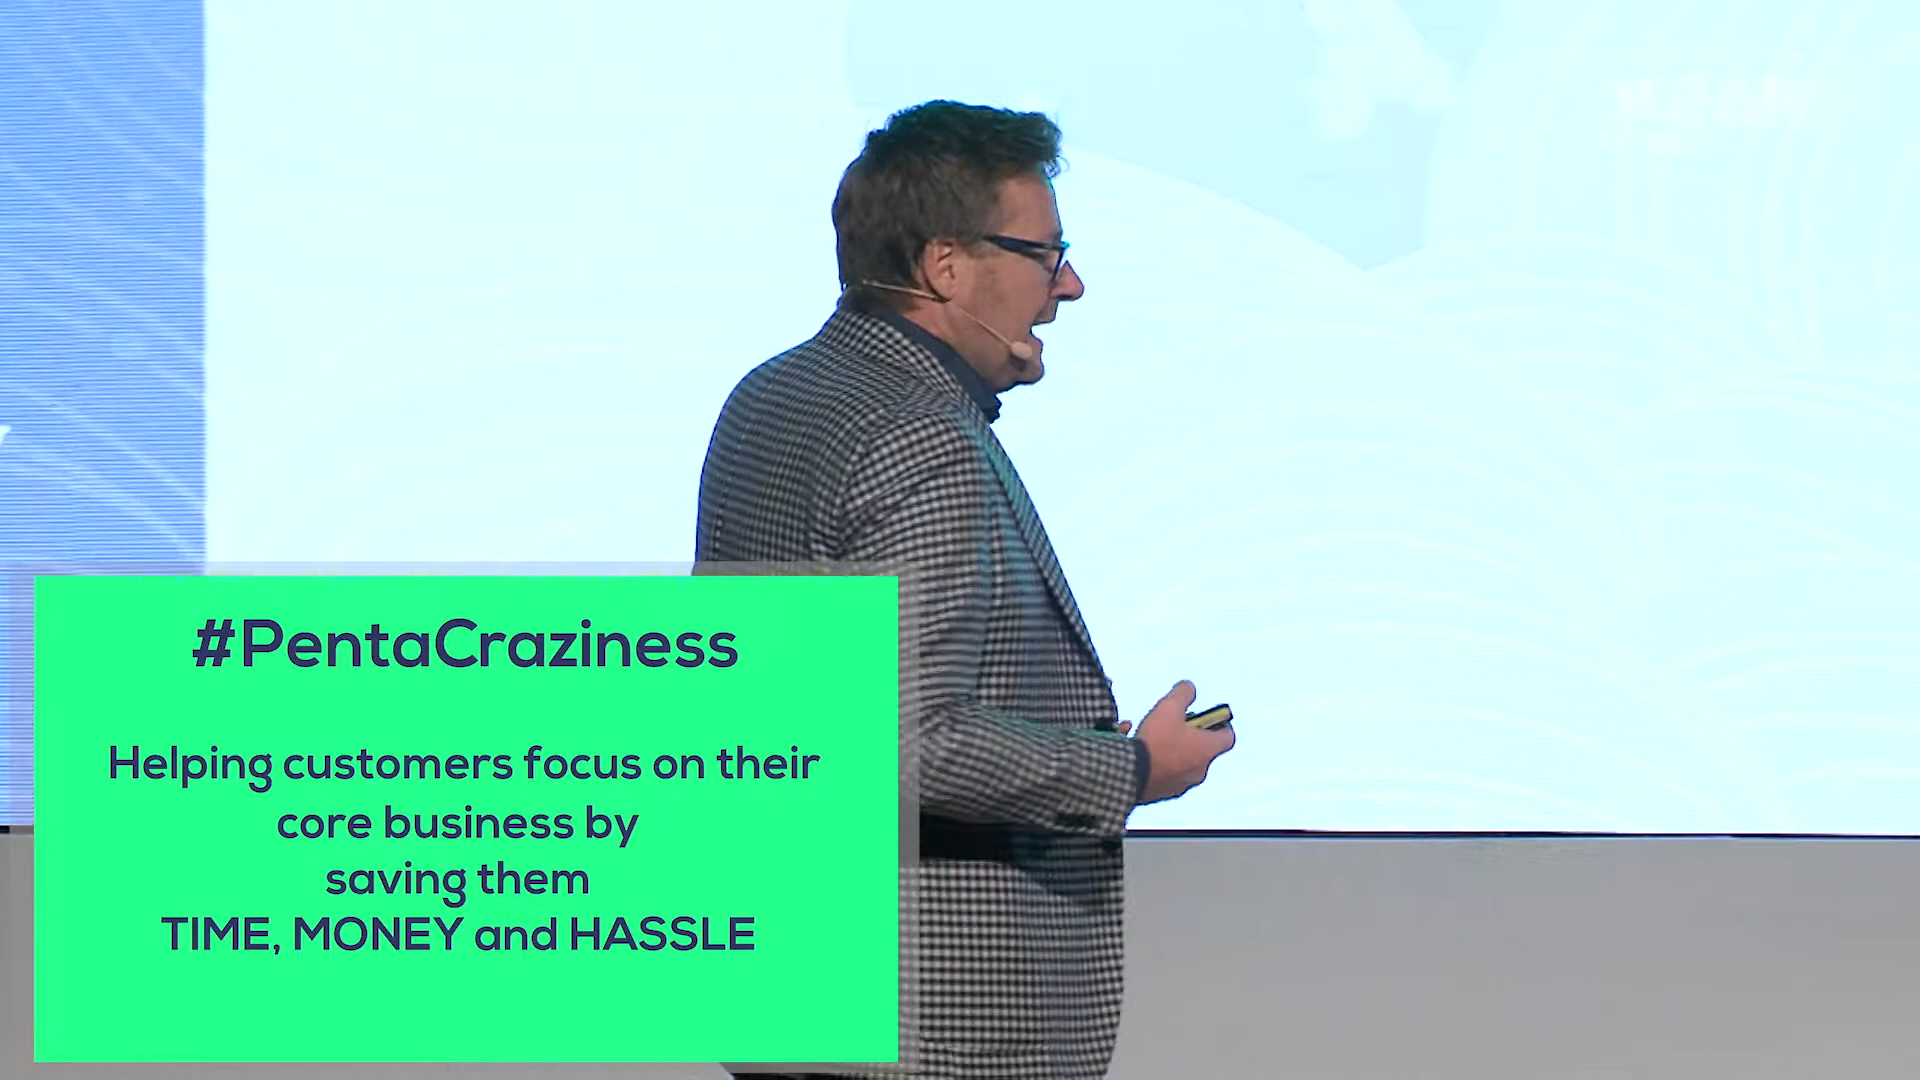 #PentaCraziness
Helping customers focus on their
core business by
saving them
TIME, MONEY and HASSLE